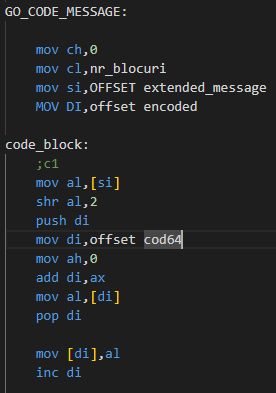 GO_CODE_MESSAGE:
mov ch,0
mov cl,nr_blocuri
mov si,OFFSET extended_message
MOV DI,offset encoded
code_block:
;c1
mov al,[si]
shr al,2
push di
mov di,offset cod64
mov ah,0
add di,ax
mov al,[di]
pop di
mov [di],al
inc di